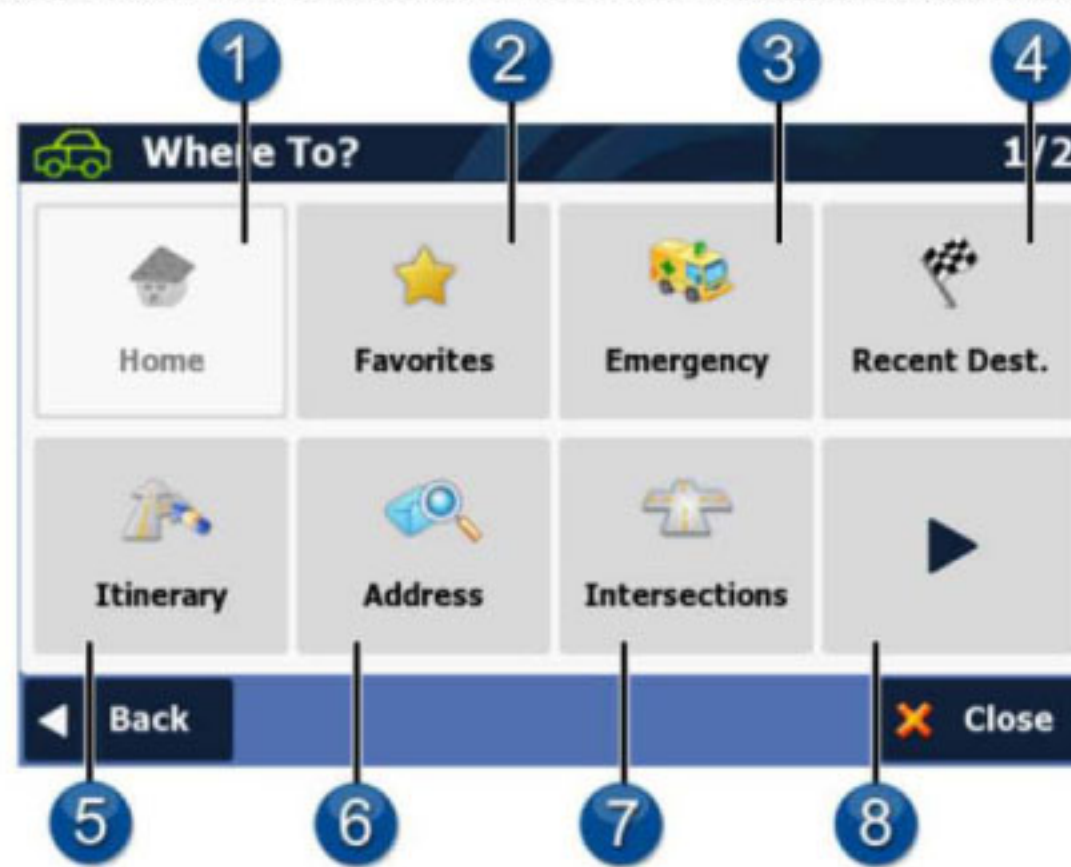 1 2 3 4
Where To? 1/2
Home Favorites Emergency Recent Dest.
Itinerary Address Intersections
Back Close
5 6 7 8